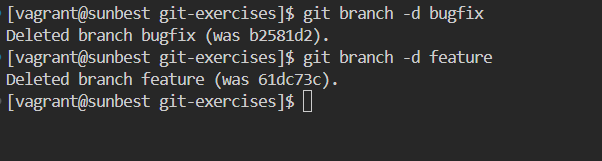 [vagrant@sunbest git-exercises]$ git branch -d bugfix
Deleted branch bugfix (was b2581d2).
[vagrant@sunbest git-exercises]$ git branch -d feature
Deleted branch feature (was 61dc73c).
[vagrant@sunbest git-exercises]$